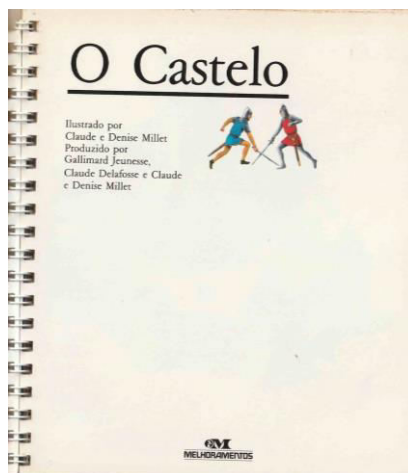 O Castelo
Ilustrado por
Claude e Denise Millet
Produzido por
Gallimard Jeunesse,
Claude Delafosse e Claude
e Denise Millet
MELHORAMENTOS